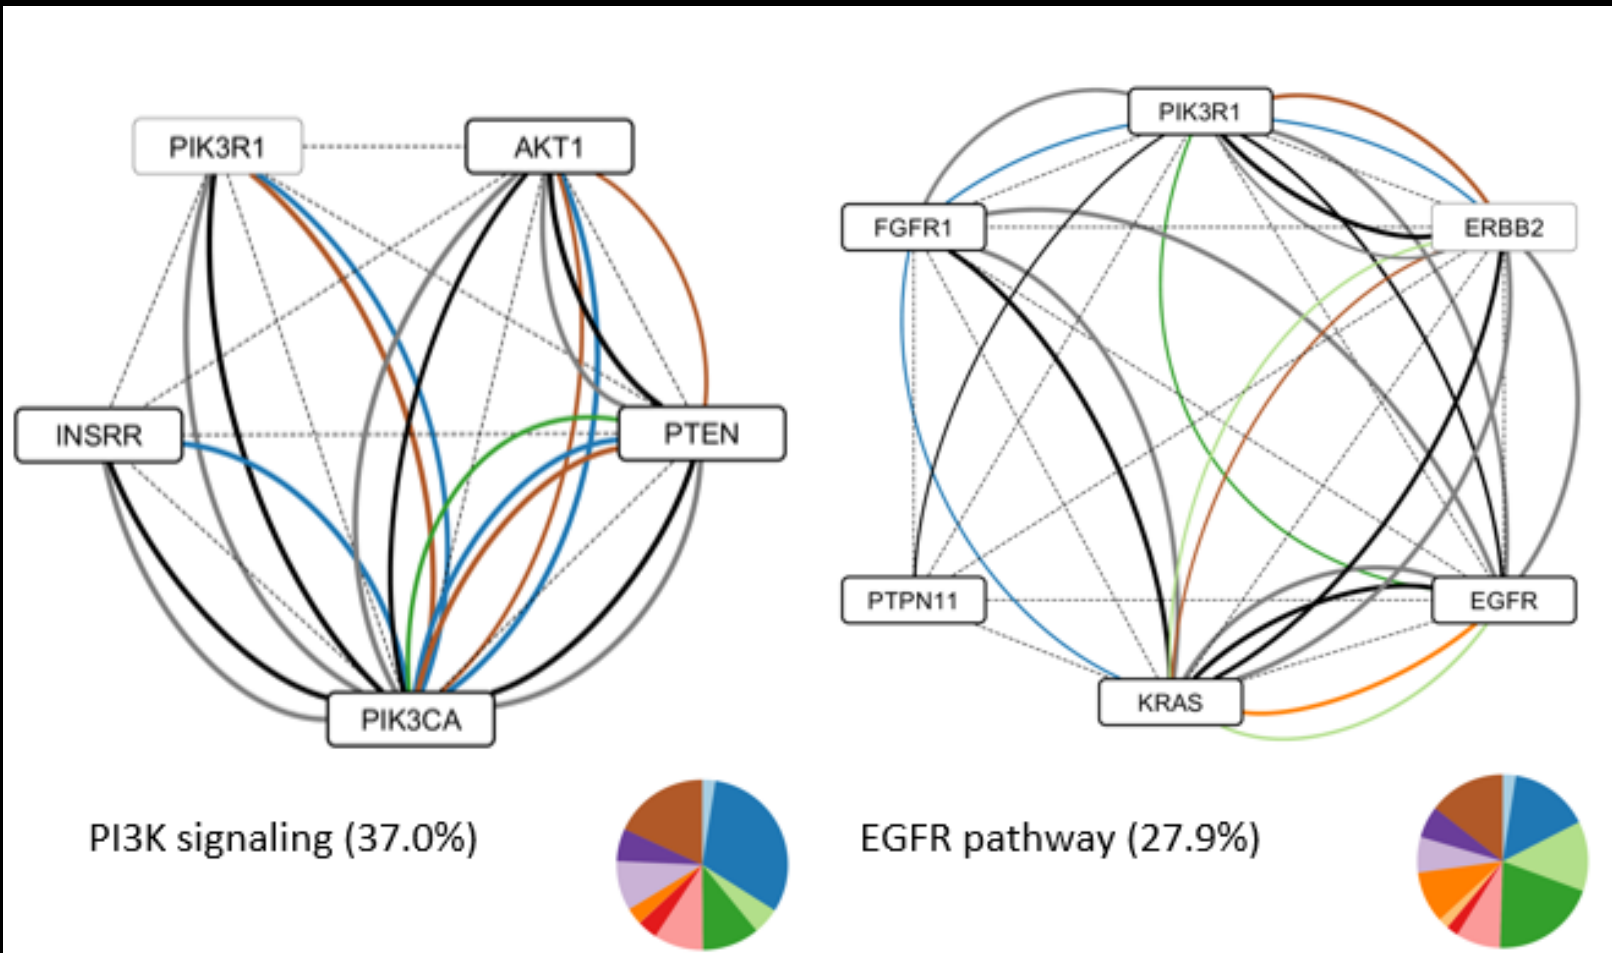 PIK3R1
AKT1
INSRR
PTEN
PIK3CA
PI3K signaling (37.0%)
PIK3R1
FGFR1
ERBB2
PTPN11
EGFR
KRAS
EGFR pathway (27.9%)